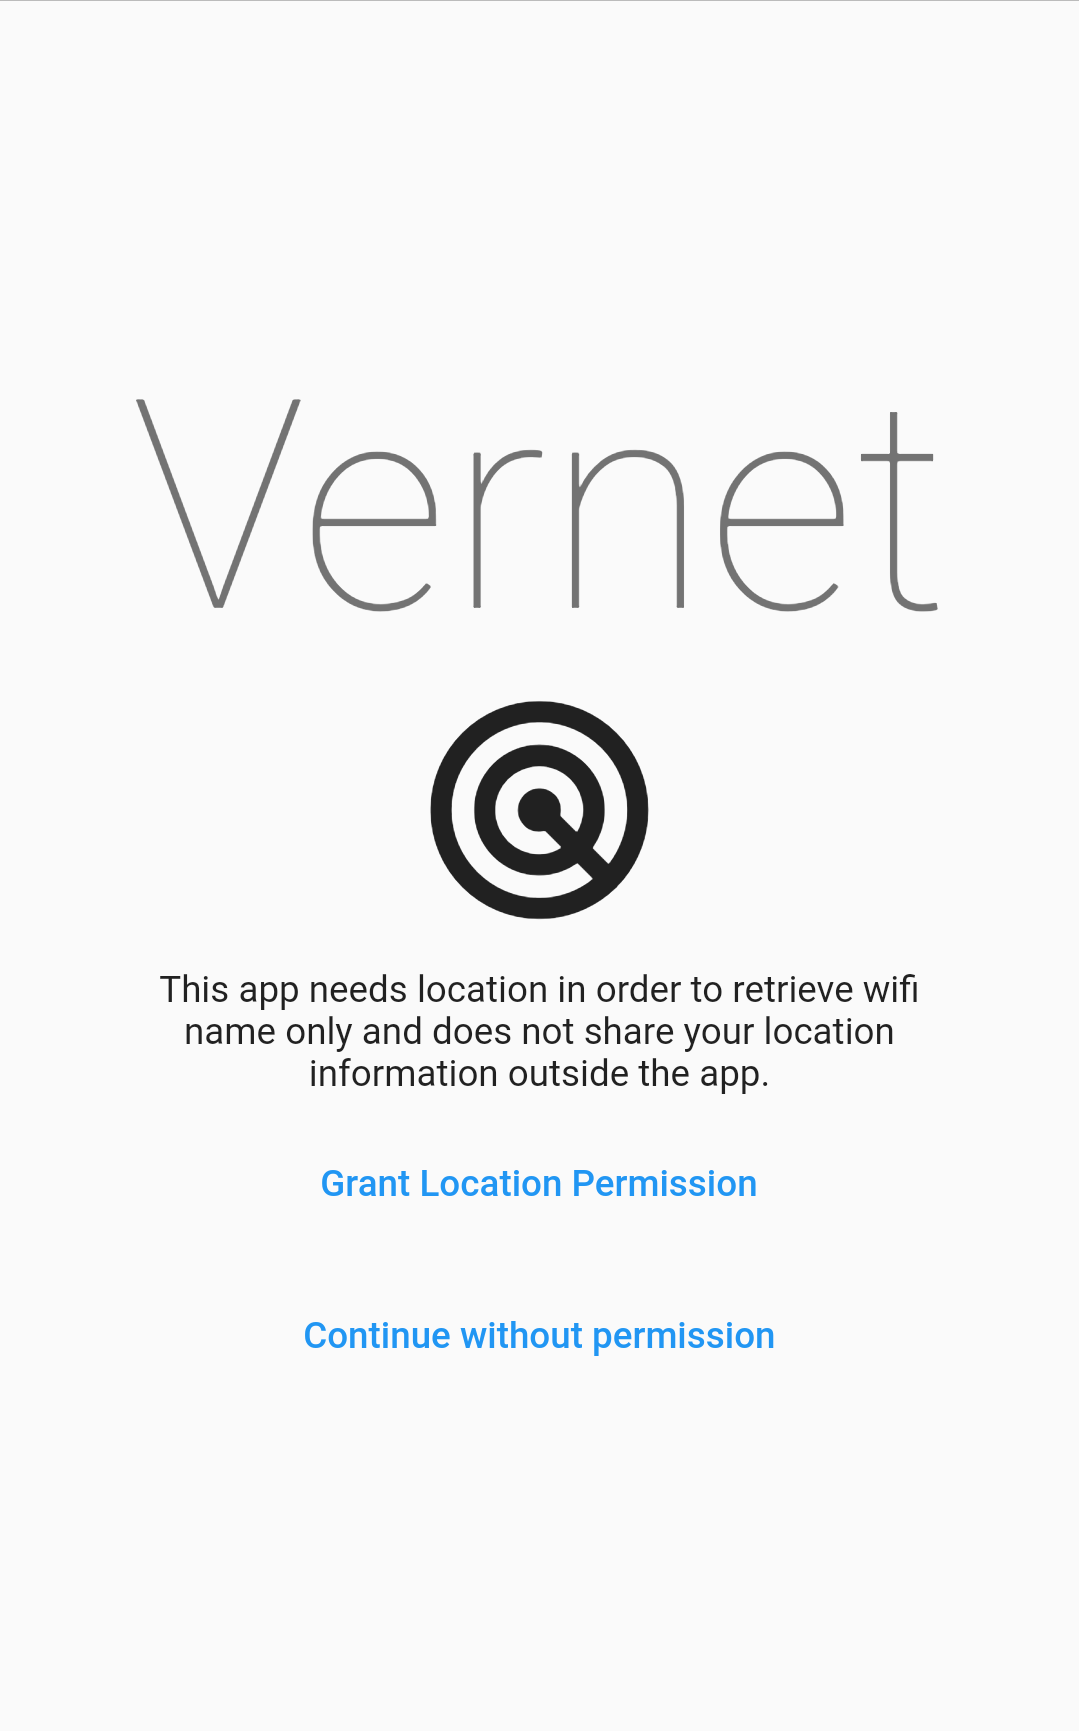 Vernet
This app needs location in order to retrieve wifi
name only and does not share your location
information outside the app.
Grant Location Permission
Continue without permission